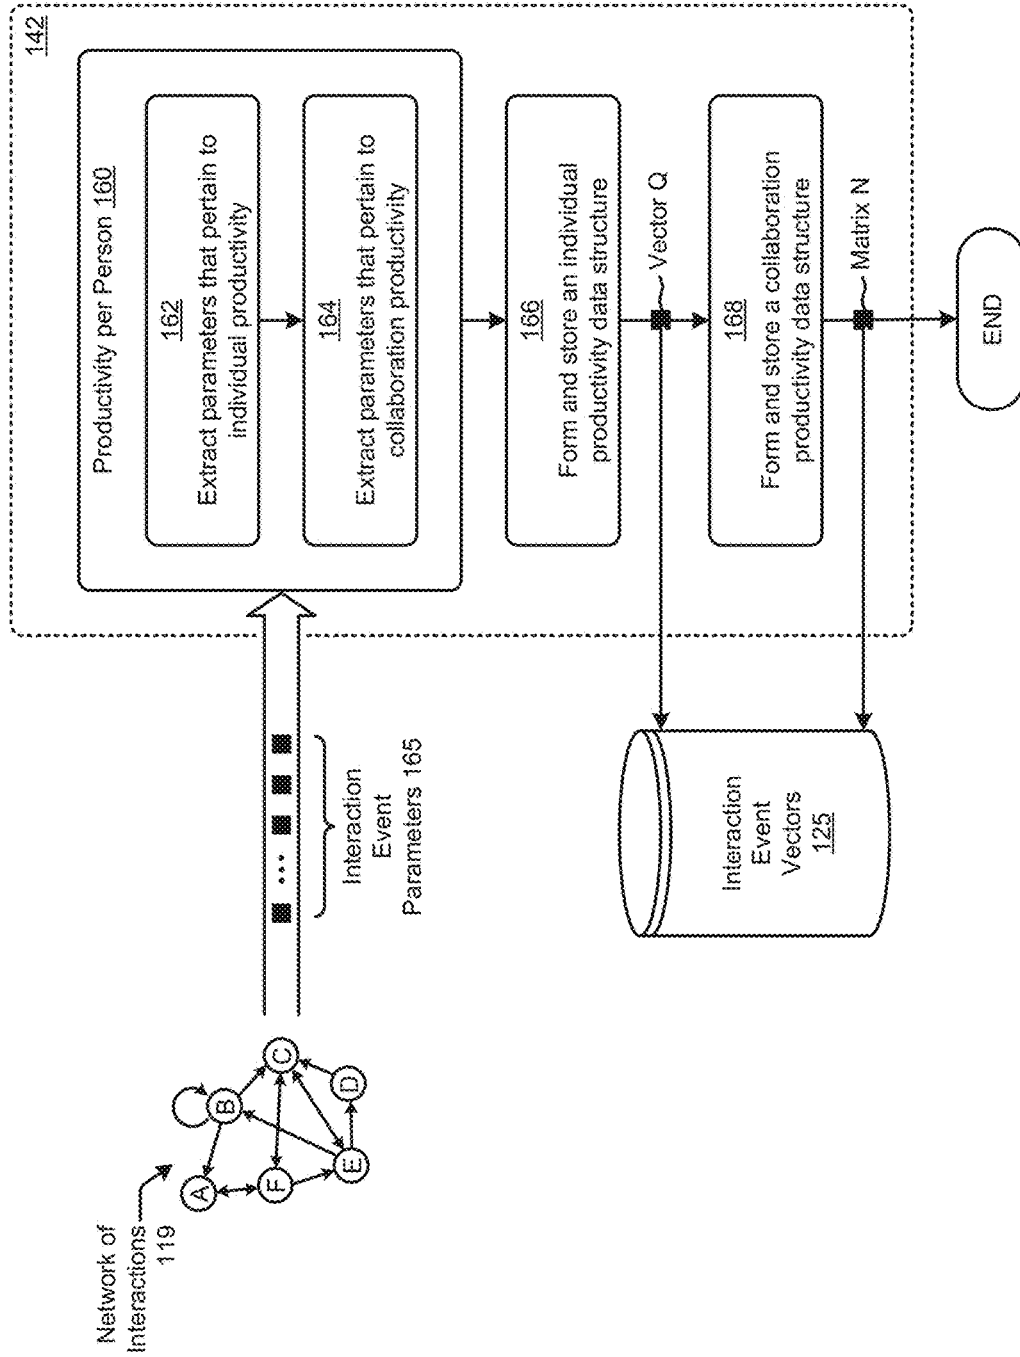 142
Productivity per Person 160
162
Extract parameters that pertain to
individual productivity
164
Extract parameters that pertain to
collaboration productivity
166
Form and store an individual
productivity data structure
Vector Q
168
Form and store a collaboration
productivity data structure
Matrix N
END
Network of
Interactions
119
A
B
C
D
E
F
...
Interaction
Event
Parameters 165
Interaction
Event
Vectors
125